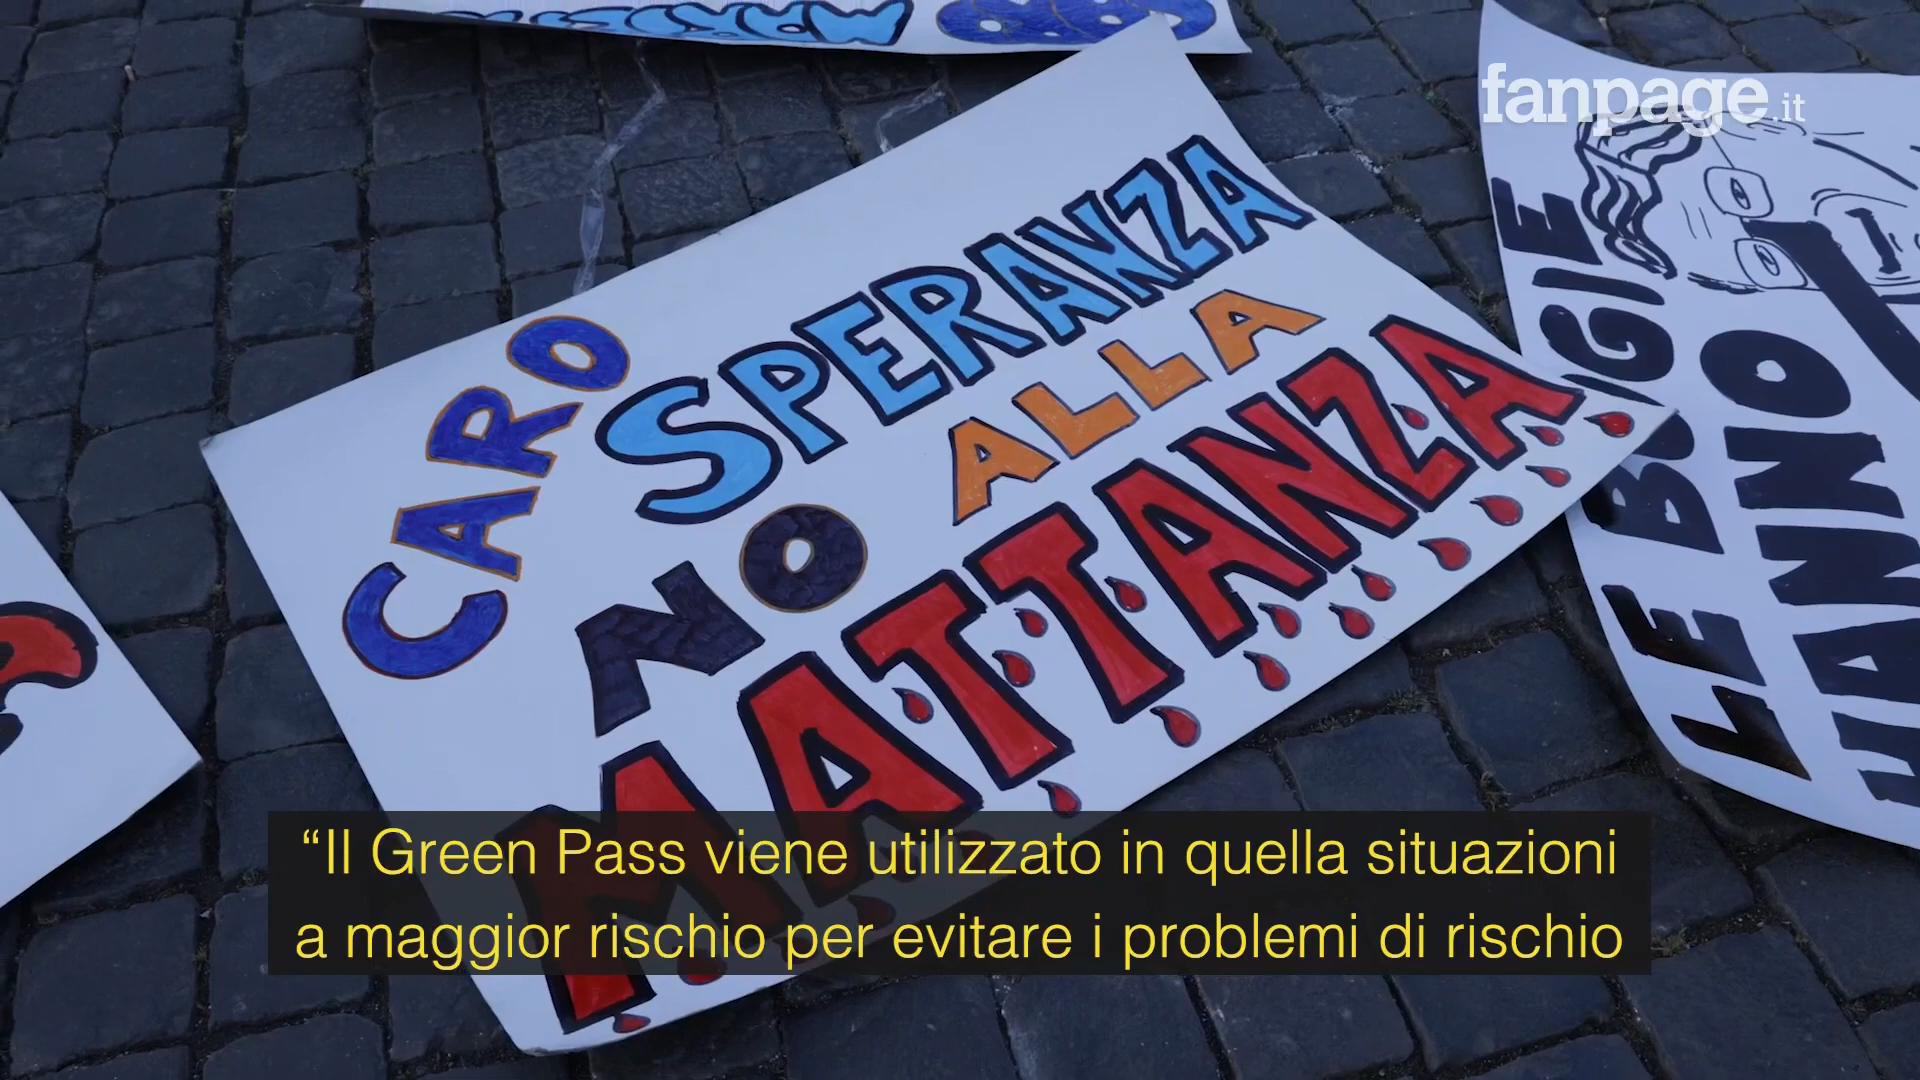 fanpage.it
CARO
SPERANZA
NO ALLA
MATTANZA
LE BUGIE
HANNO
“Il Green Pass viene utilizzato in quella situazioni
a maggior rischio per evitare i problemi di rischio